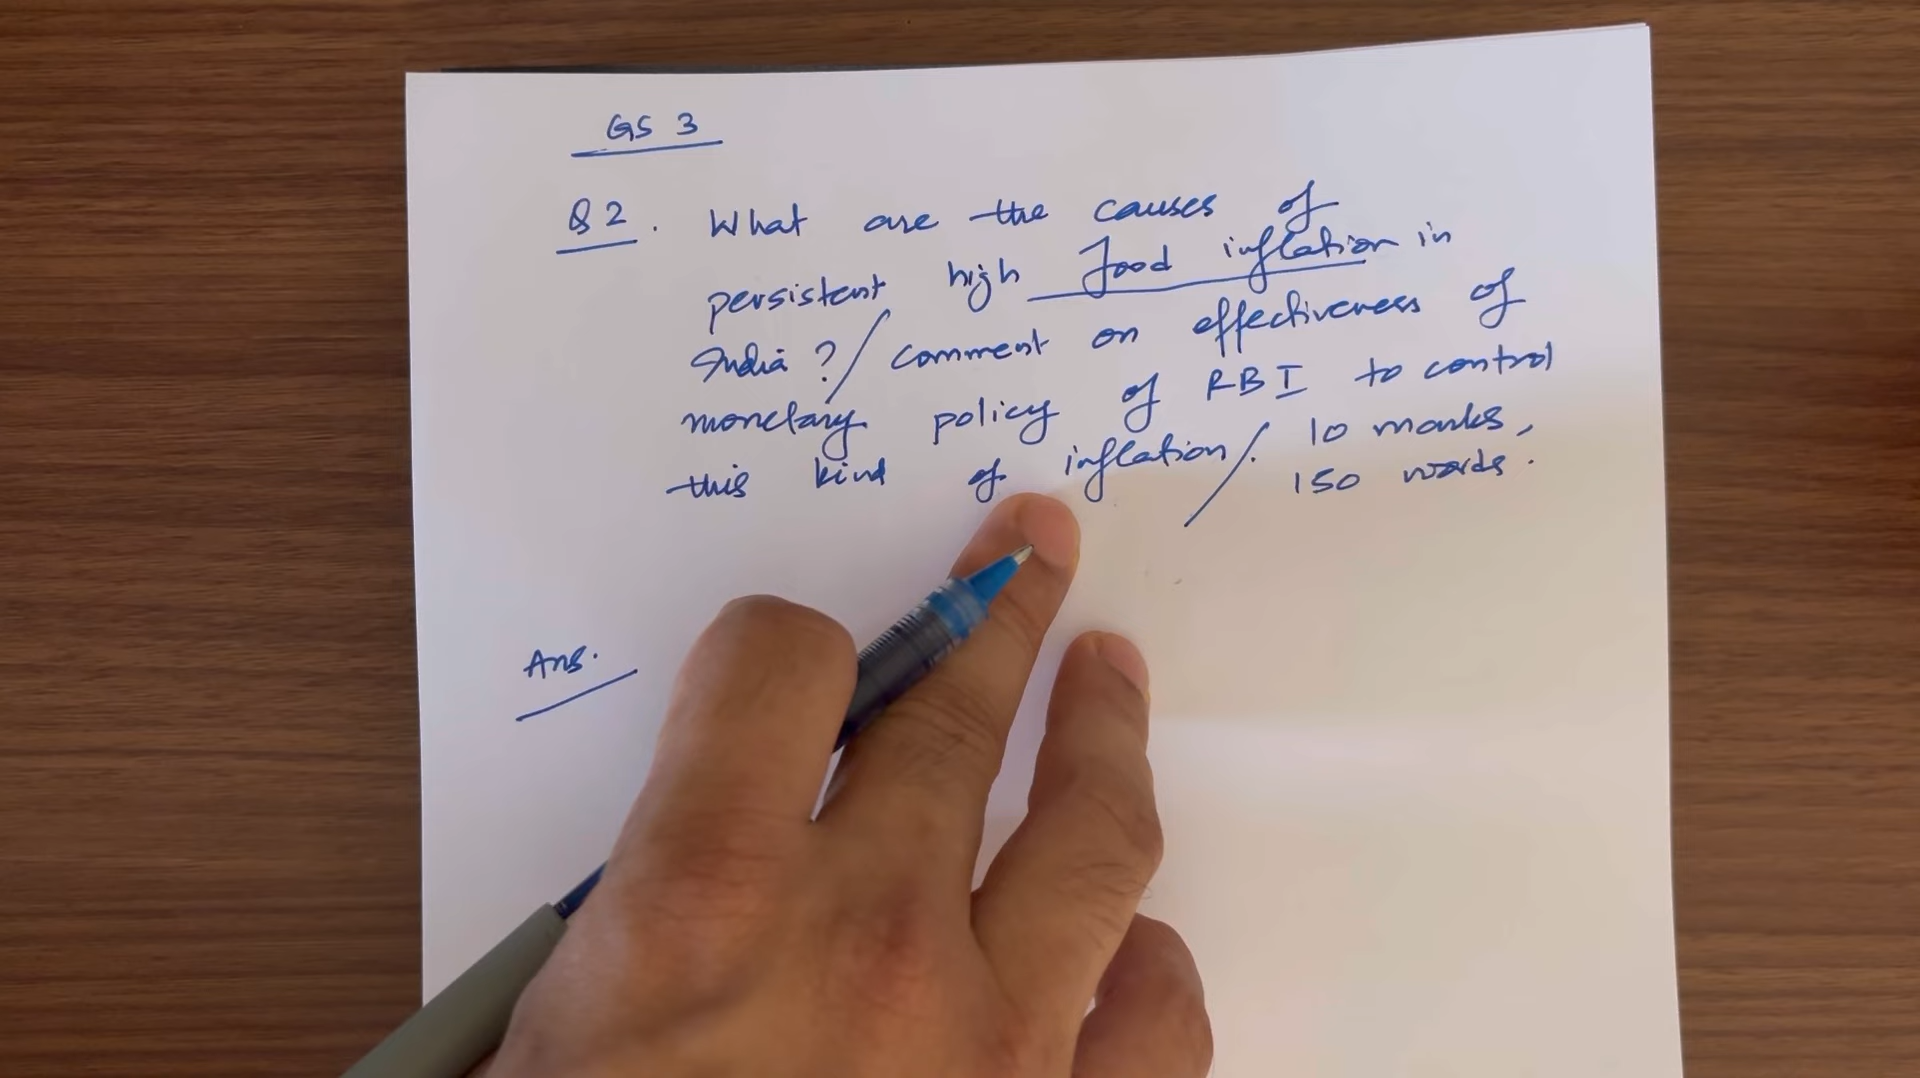 GS 3
Q2. What are the causes of
persistent high food inflation in
India? / comment on effectiveness of
monetary policy of RBI to control
this kind of inflation /. 10 marks,
150 words.
Ans.